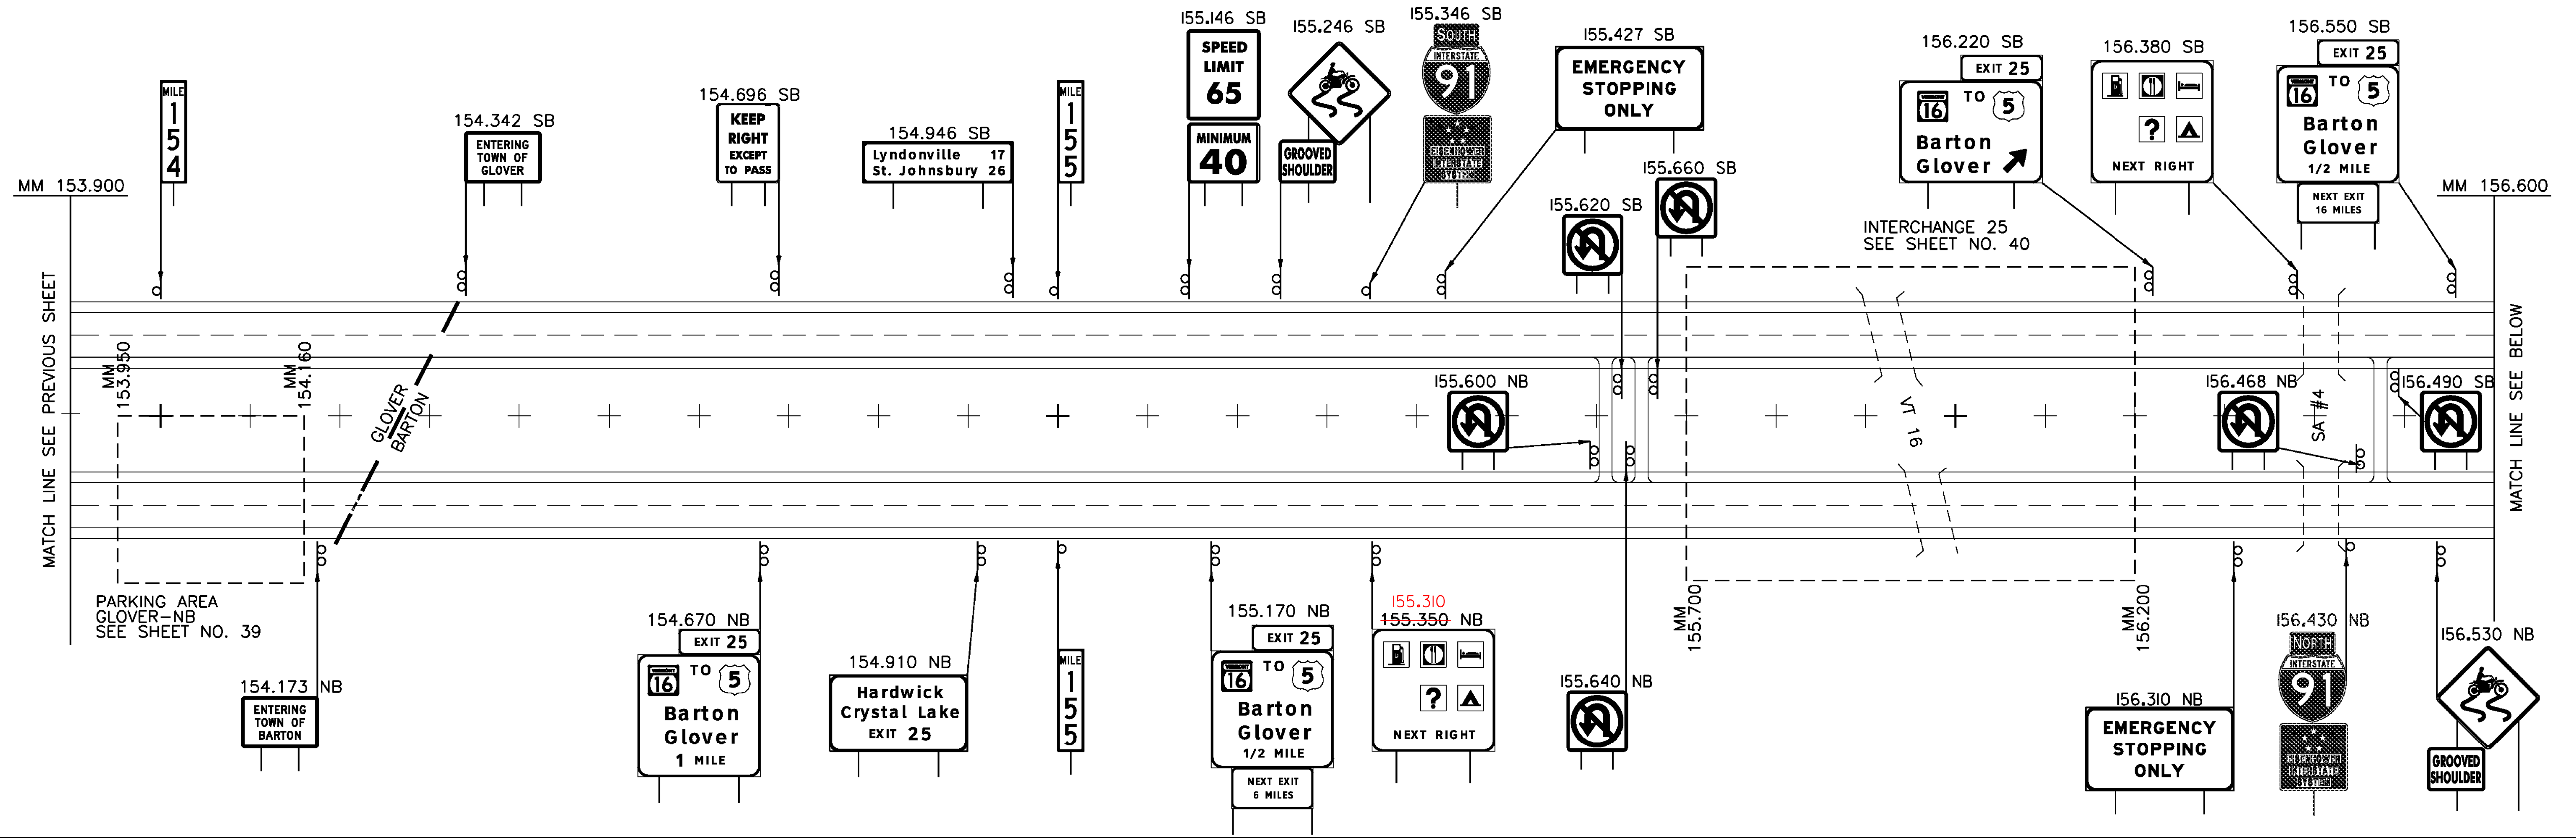 MM 153.900
MATCH LINE SEE PREVIOUS SHEET
MILE
1
5
4
154.342 SB
ENTERING
TOWN OF
GLOVER
154.696 SB
KEEP
RIGHT
EXCEPT
TO PASS
154.946 SB
Lyndonville 17
St. Johnsbury 26
MILE
1
5
5
155.146 SB
SPEED
LIMIT
65
MINIMUM
40
155.246 SB
GROOVED
SHOULDER
155.346 SB
SOUTH
INTERSTATE
91
EISENHOWER
INTERSTATE
SYSTEM
155.427 SB
EMERGENCY
STOPPING
ONLY
155.620 SB
155.660 SB
156.220 SB
EXIT 25
VERMONT
16 TO 5
Barton
Glover
INTERCHANGE 25
SEE SHEET NO. 40
156.380 SB
?
NEXT RIGHT
156.550 SB
EXIT 25
VERMONT
16 TO 5
Barton
Glover
1/2 MILE
NEXT EXIT
16 MILES
MM 156.600
MATCH LINE SEE BELOW
MM
153.950
MM
154.160
GLOVER
BARTON
155.600 NB
VT 16
156.468 NB
SA #4
156.490 SB
PARKING AREA
GLOVER-NB
SEE SHEET NO. 39
154.173 NB
ENTERING
TOWN OF
BARTON
154.670 NB
EXIT 25
VERMONT
16 TO 5
Barton
Glover
1 MILE
154.910 NB
Hardwick
Crystal Lake
EXIT 25
MILE
1
5
5
155.170 NB
EXIT 25
VERMONT
16 TO 5
Barton
Glover
1/2 MILE
NEXT EXIT
6 MILES
155.310
155.350 NB
?
NEXT RIGHT
155.640 NB
MM
155.700
MM
156.200
156.310 NB
EMERGENCY
STOPPING
ONLY
156.430 NB
NORTH
INTERSTATE
91
EISENHOWER
INTERSTATE
SYSTEM
156.530 NB
GROOVED
SHOULDER